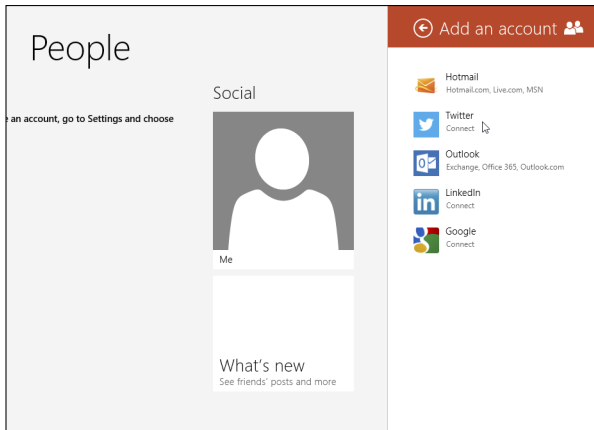 People
e an account, go to Settings and choose
Social
Me
What's new
See friends' posts and more
Add an account
Hotmail
Hotmail.com, Live.com, MSN
Twitter
Connect
Outlook
Exchange, Office 365, Outlook.com
LinkedIn
Connect
Google
Connect